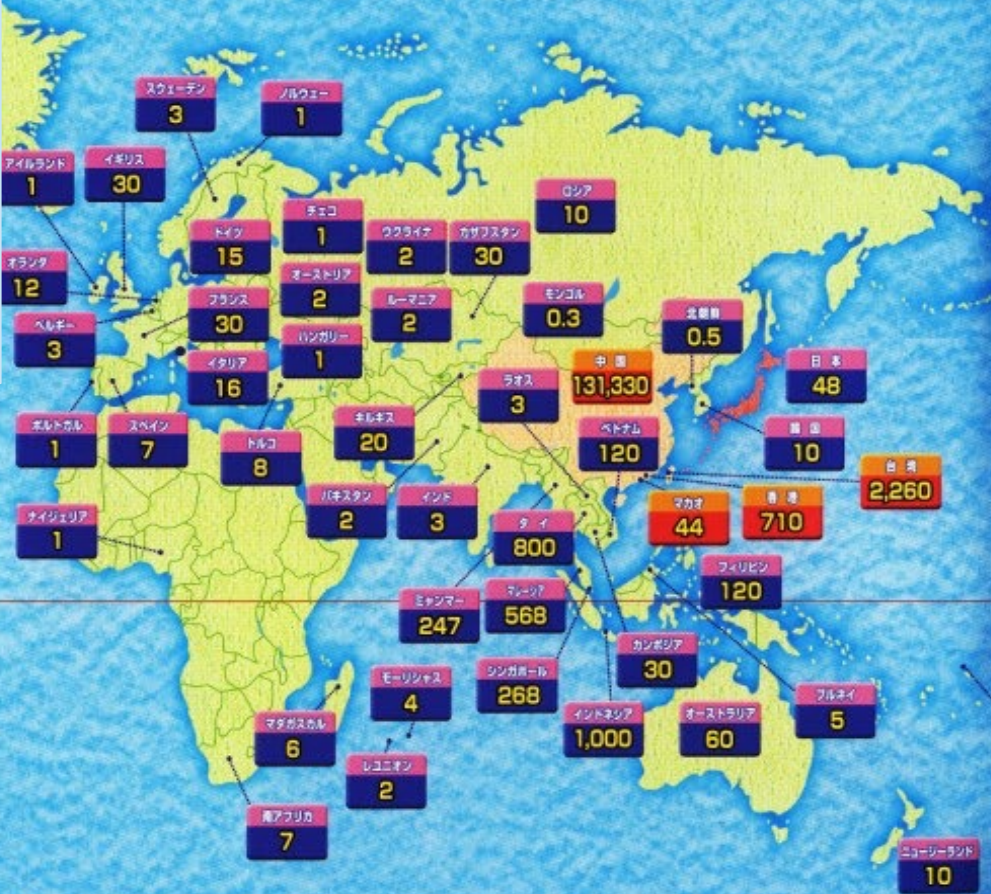 スウェーデン
3
ノルウェー
1
アイルランド
1
イギリス
30
ロシア
10
チェコ
1
ドイツ
15
ウクライナ
2
カザフスタン
30
オランダ
12
オーストリア
2
フランス
30
ルーマニア
2
モンゴル
0.3
北朝鮮
0.5
ベルギー
3
ハンガリー
1
イタリア
16
中国
131,330
日本
48
ラオス
3
ポルトガル
1
スペイン
7
トルコ
8
キルギス
20
ベトナム
120
韓国
10
台湾
2,260
パキスタン
2
インド
3
マカオ
44
香港
710
ナイジェリア
1
タイ
800
フィリピン
120
ミャンマー
247
マレーシア
568
カンボジア
30
シンガポール
268
モーリシャス
4
ブルネイ
5
インドネシア
1,000
オーストラリア
60
マダガスカル
6
レユニオン
2
南アフリカ
7
ニュージーランド
10